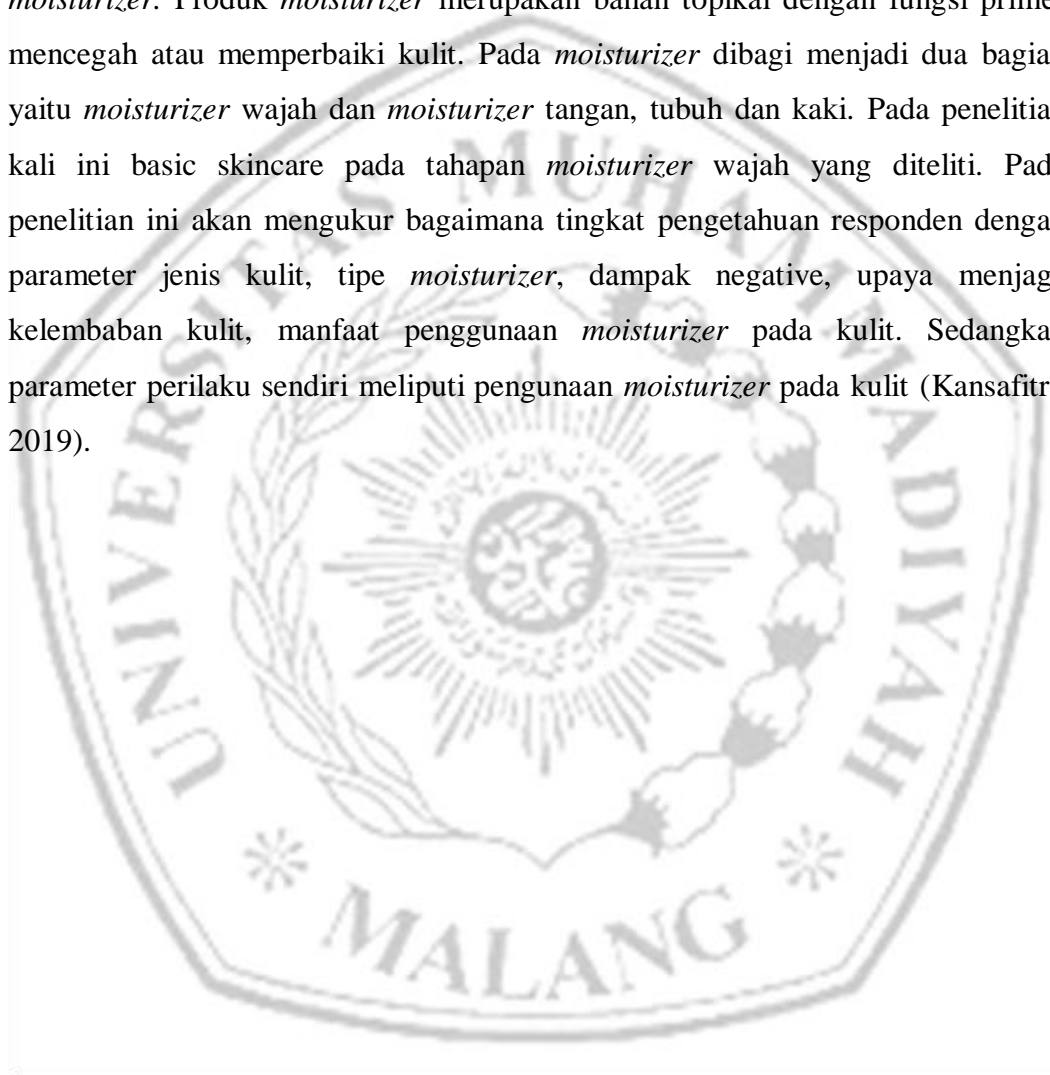 moisturizer. Produk moisturizer merupakan bahan topikal dengan fungsi prime
mencegah atau memperbaiki kulit. Pada moisturizer dibagi menjadi dua bagia
yaitu moisturizer wajah dan moisturizer tangan, tubuh dan kaki. Pada penelitia
kali ini basic skincare pada tahapan moisturizer wajah yang diteliti. Pad
penelitian ini akan mengukur bagaimana tingkat pengetahuan responden denga
parameter jenis kulit, tipe moisturizer, dampak negative, upaya menjag
kelembaban kulit, manfaat penggunaan moisturizer pada kulit. Sedangka
parameter perilaku sendiri meliputi pengunaan moisturizer pada kulit (Kansafitr
2019).
UNIVERSITAS MUHAMMADIYAH
MALANG